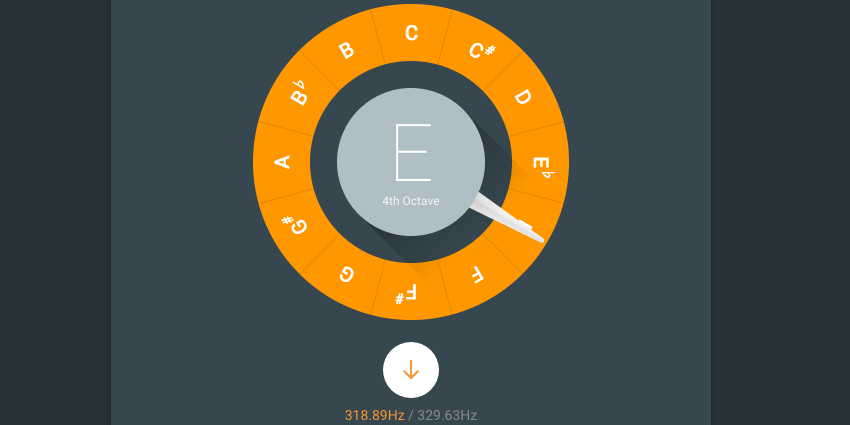 C
C#
D
E♭
F
F#
G
G#
A
B♭
B
E
4th Octave
318.89Hz / 329.63Hz